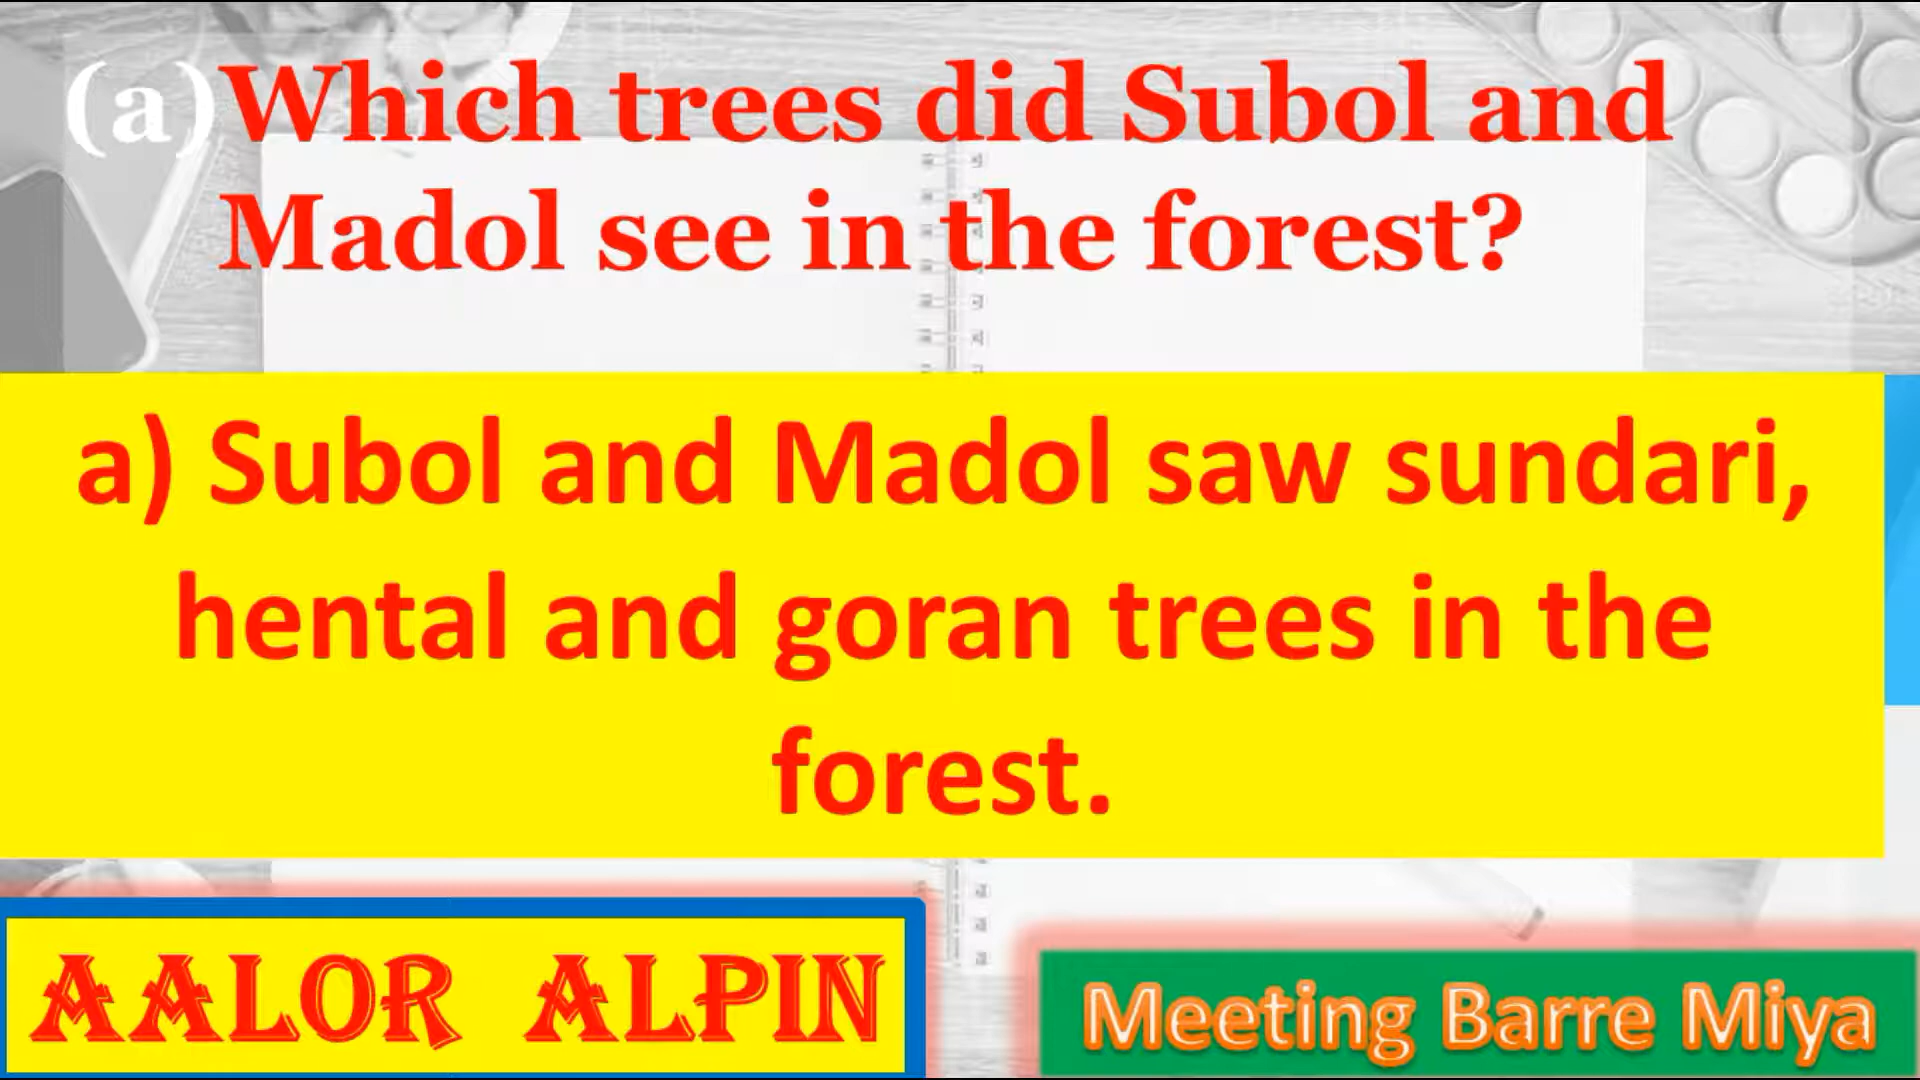 (a) Which trees did Subol and
Madol see in the forest?
a) Subol and Madol saw sundari,
hental and goran trees in the
forest.
AALOR ALPIN
Meeting Barre Miya